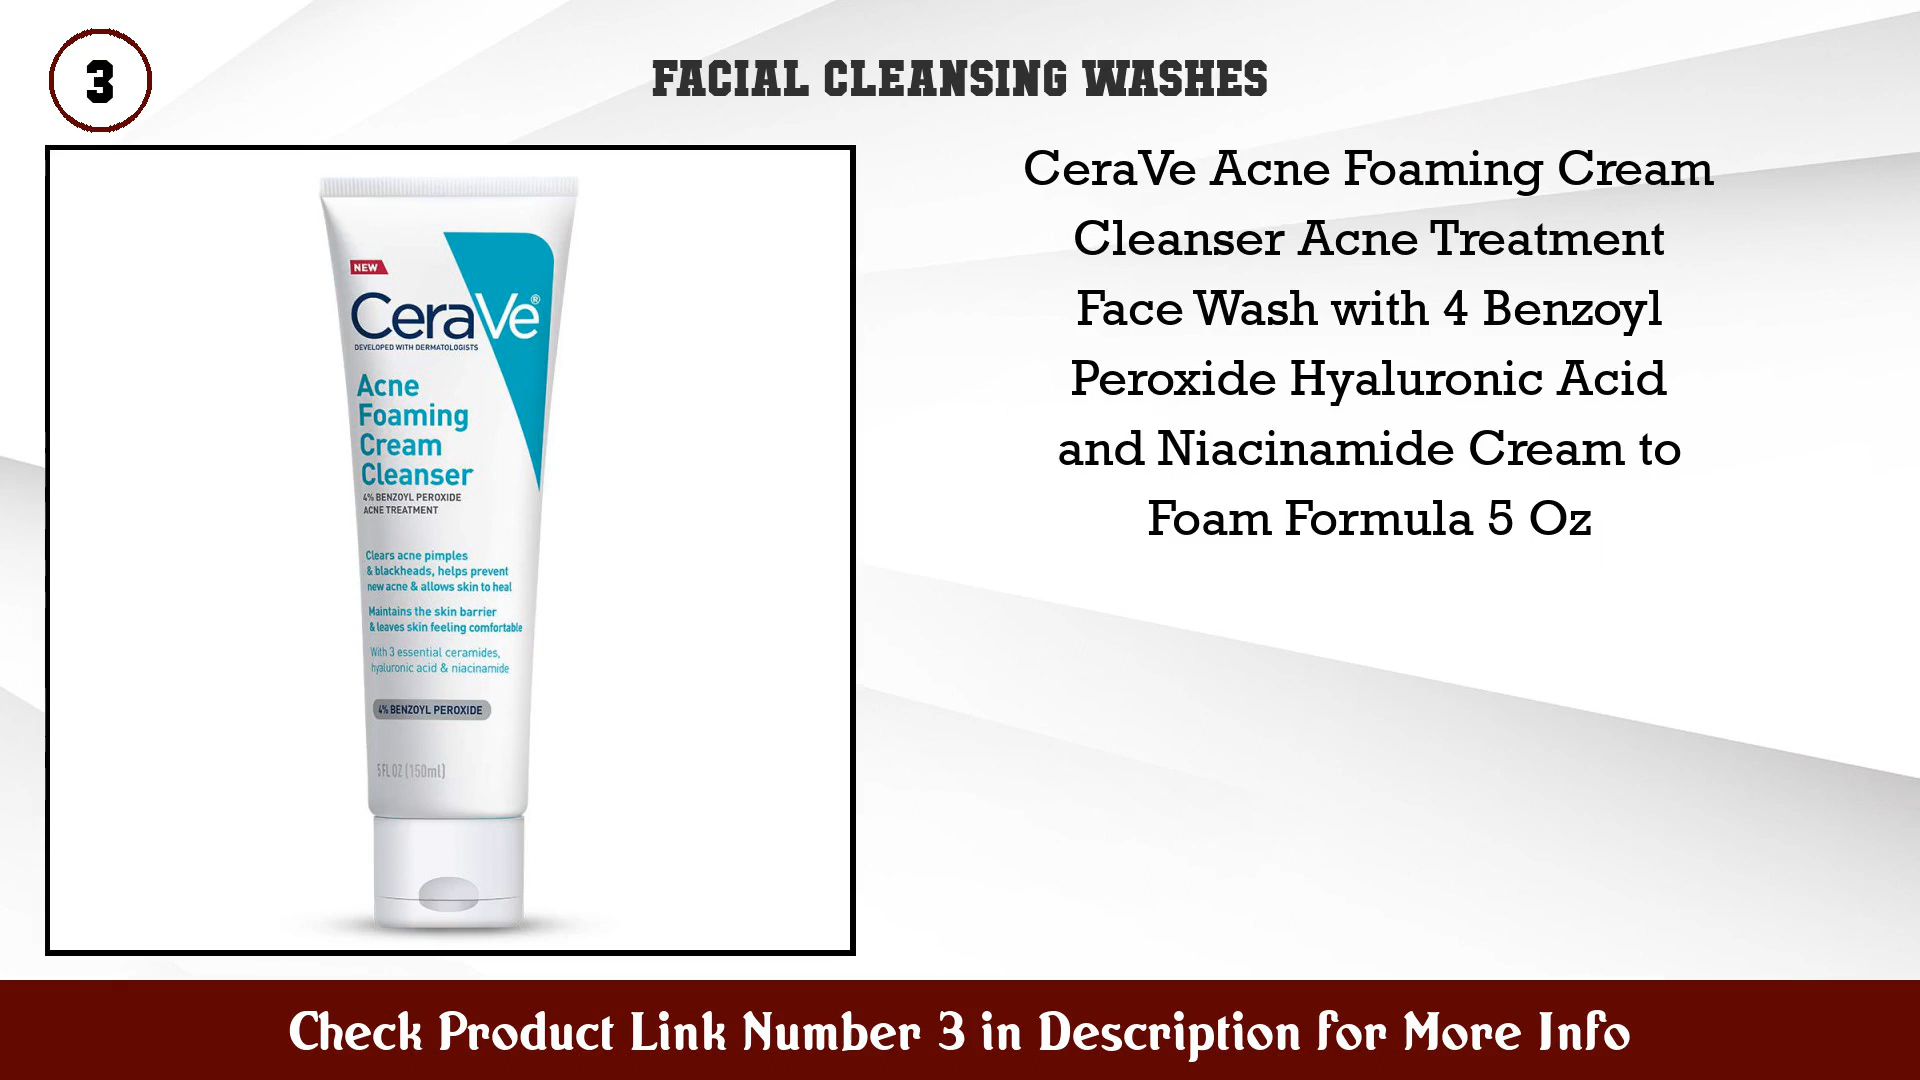 3
FACIAL CLEANSING WASHES
CeraVe Acne Foaming Cream
Cleanser Acne Treatment
Face Wash with 4 Benzoyl
Peroxide Hyaluronic Acid
and Niacinamide Cream to
Foam Formula 5 Oz
NEW
CeraVe®
DEVELOPED WITH DERMATOLOGISTS
Acne
Foaming
Cream
Cleanser
4% BENZOYL PEROXIDE
ACNE TREATMENT
Clears acne pimples
& blackheads, helps prevent
new acne & allows skin to heal
Maintains the skin barrier
& leaves skin feeling comfortable
With 3 essential ceramides,
hyaluronic acid & niacinamide
4% BENZOYL PEROXIDE
5 FL OZ (150ml)
Check Product Link Number 3 in Description for More Info